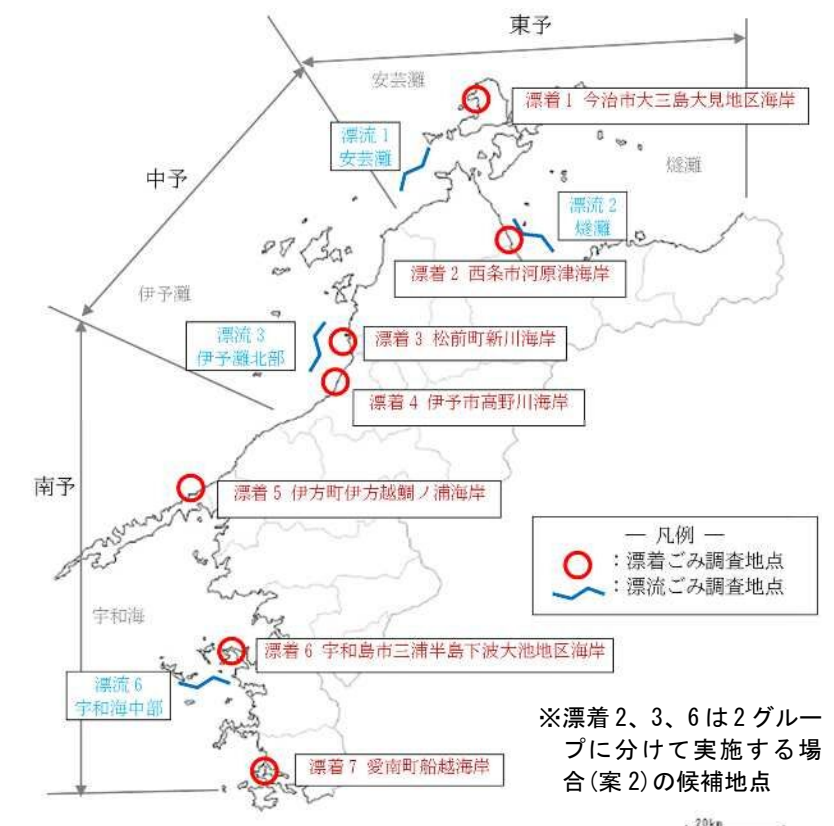 東予
安芸灘
漂着1 今治市大三島大見地区海岸
漂流1
安芸灘
中予
燧灘
漂流2
燧灘
漂着2 西条市河原津海岸
伊予灘
漂流3
伊予灘北部
漂着3 松前町新川海岸
漂着4 伊予市高野川海岸
南予
漂着5 伊方町伊方越鯛ノ浦海岸
― 凡例 ―
:漂着ごみ調査地点
:漂流ごみ調査地点
宇和海
漂着6 宇和島市三浦半島下波大池地区海岸
漂流6
宇和海中部
※漂着2、3、6は2グルー
プに分けて実施する場
合(案2)の候補地点
漂着7 愛南町船越海岸
20km